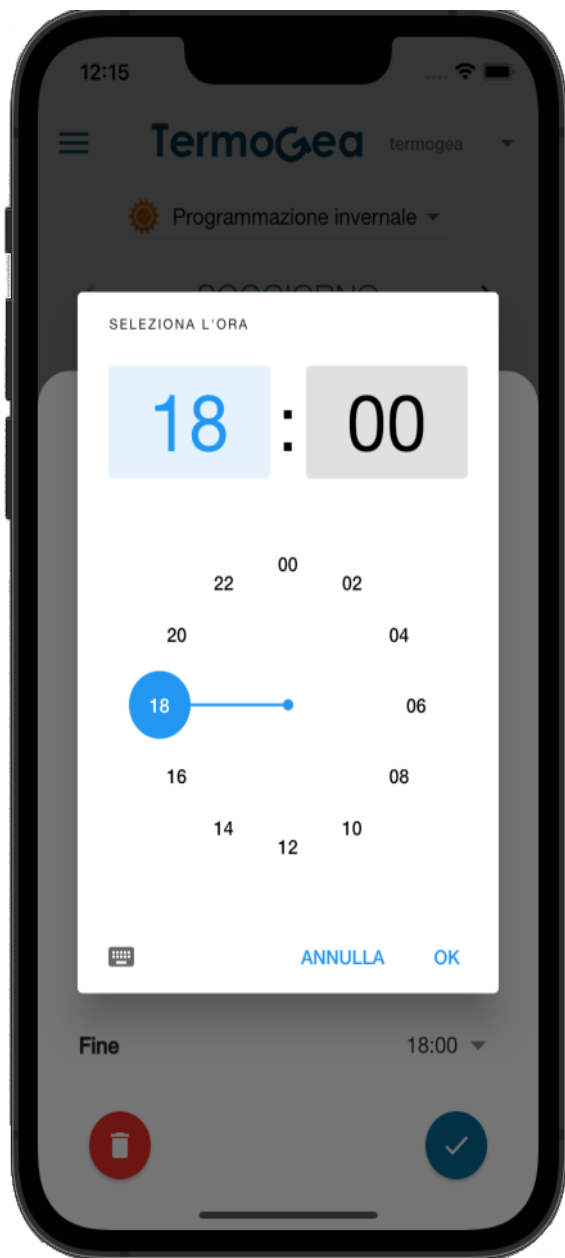 12:15
TermoGea termogea
Programmazione invernale
SOGGIORNO
SELEZIONA L'ORA
18 : 00
00
22 02
20 04
18 06
16 08
14 10
12
ANNULLA OK
Fine 18:00